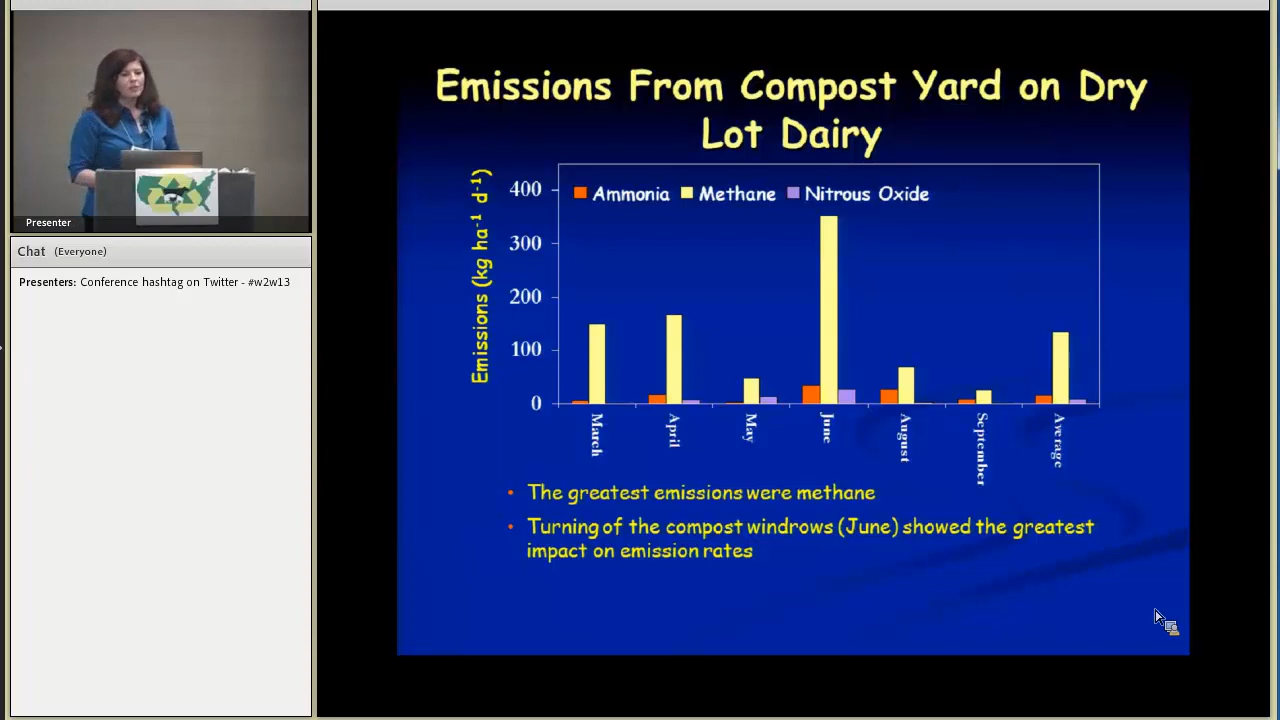 Presenter
Chat (Everyone)
Presenters: Conference hashtag on Twitter - #w2w13
Emissions From Compost Yard on Dry
Lot Dairy
Emissions (kg ha⁻¹ d⁻¹)
400
300
200
100
0
Ammonia Methane Nitrous Oxide
March
April
May
June
August
September
Average
• The greatest emissions were methane
• Turning of the compost windrows (June) showed the greatest
impact on emission rates